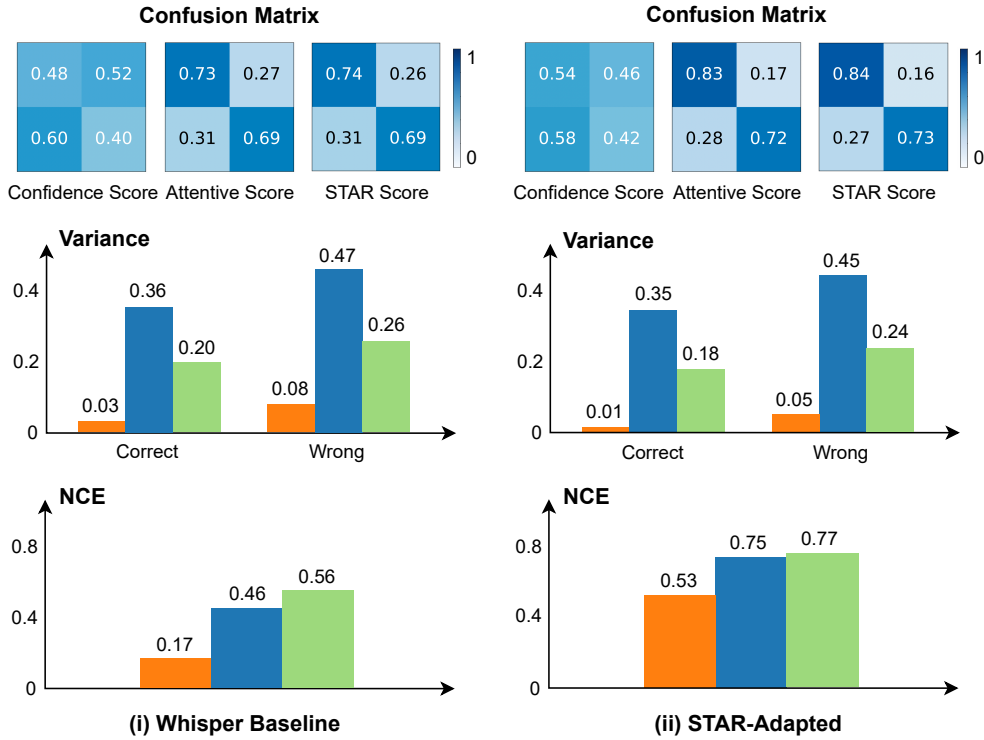 Confusion Matrix
0.48 0.52 0.73 0.27 0.74 0.26 1
0.60 0.40 0.31 0.69 0.31 0.69 0
Confidence Score Attentive Score STAR Score
Variance
0.4
0.2
0
0.03 0.36 0.20 0.08 0.47 0.26
Correct Wrong
NCE
0.8
0.4
0
0.17 0.46 0.56
(i) Whisper Baseline
Confusion Matrix
0.54 0.46 0.83 0.17 0.84 0.16 1
0.58 0.42 0.28 0.72 0.27 0.73 0
Confidence Score Attentive Score STAR Score
Variance
0.4
0.2
0
0.01 0.35 0.18 0.05 0.45 0.24
Correct Wrong
NCE
0.8
0.4
0
0.53 0.75 0.77
(ii) STAR-Adapted